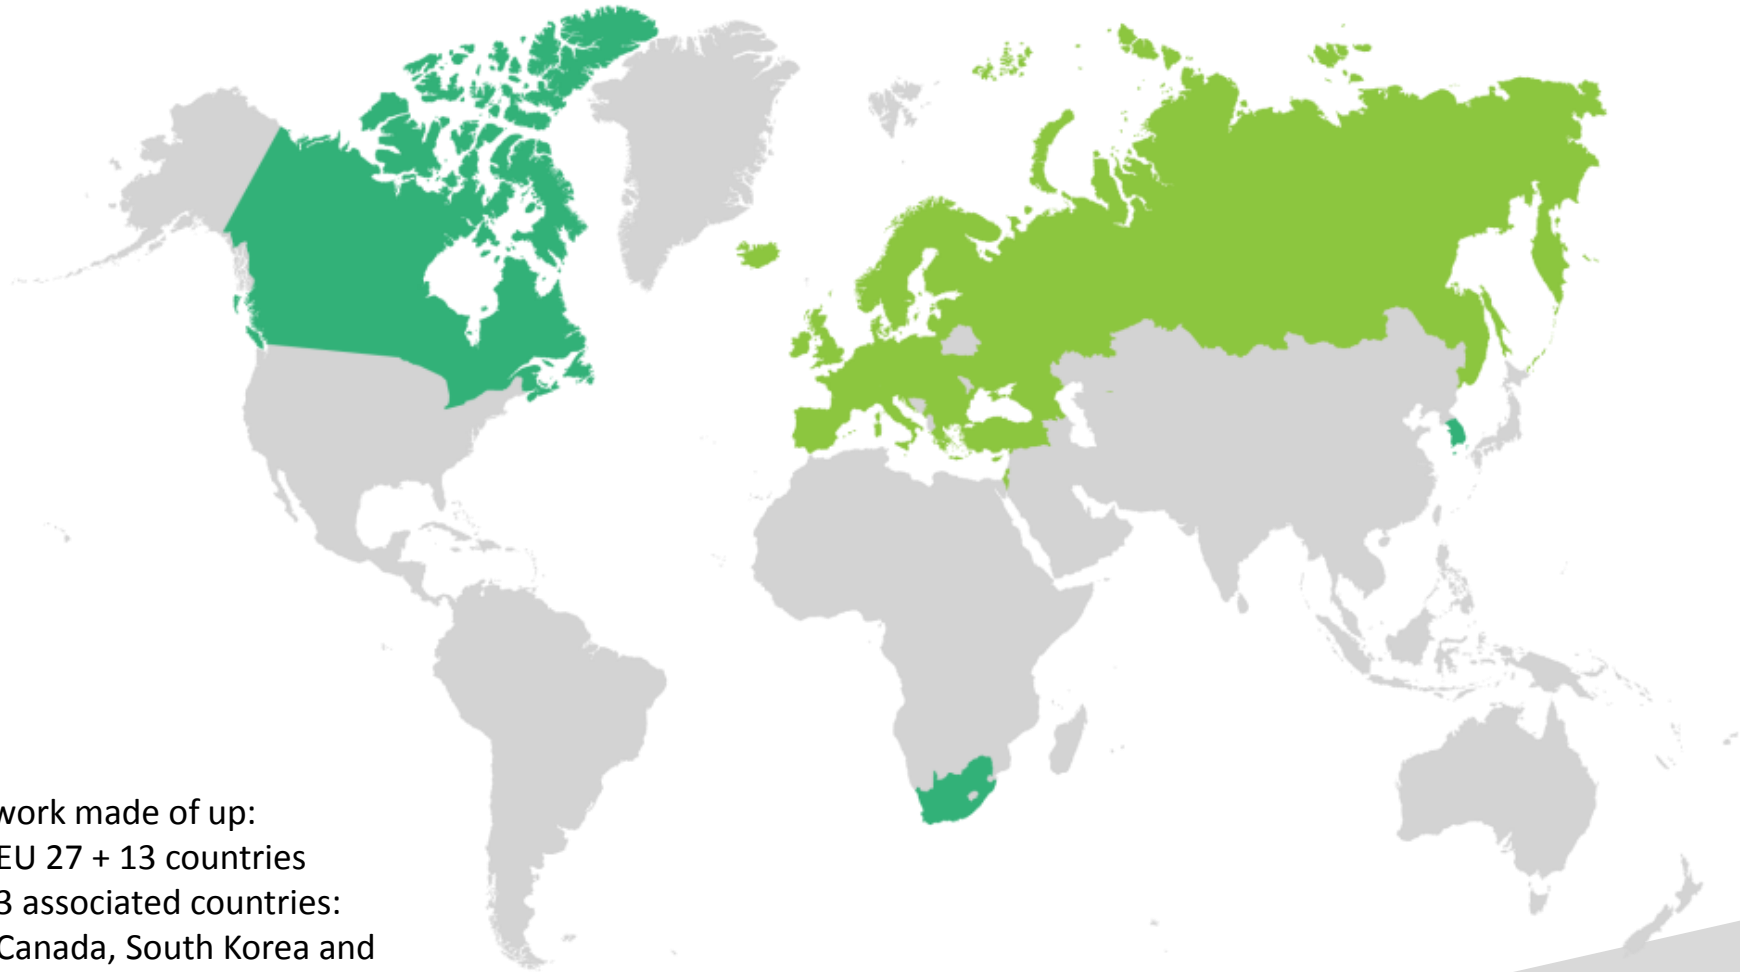 work made of up:
EU 27 + 13 countries
3 associated countries:
Canada, South Korea and